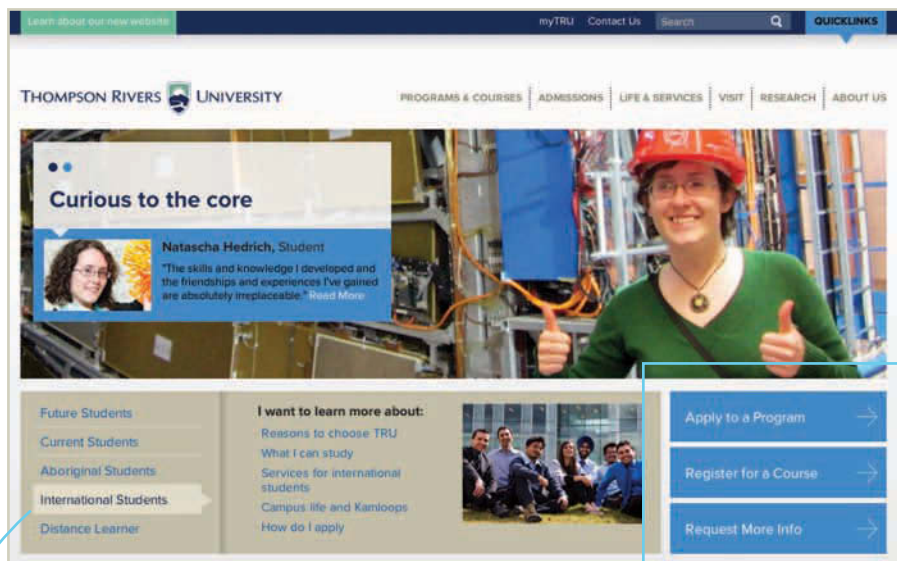 Learn about our new website
myTRU Contact Us Search QUICKLINKS
THOMPSON RIVERS UNIVERSITY
PROGRAMS & COURSES ADMISSIONS LIFE & SERVICES VISIT RESEARCH ABOUT US
Curious to the core
Natascha Hedrich, Student
"The skills and knowledge I developed and
the friendships and experiences I've gained
are absolutely irreplaceable." Read More
Future Students
Current Students
Aboriginal Students
International Students
Distance Learner
I want to learn more about:
Reasons to choose TRU
What I can study
Services for international
students
Campus life and Kamloops
How do I apply
Apply to a Program
Register for a Course
Request More Info